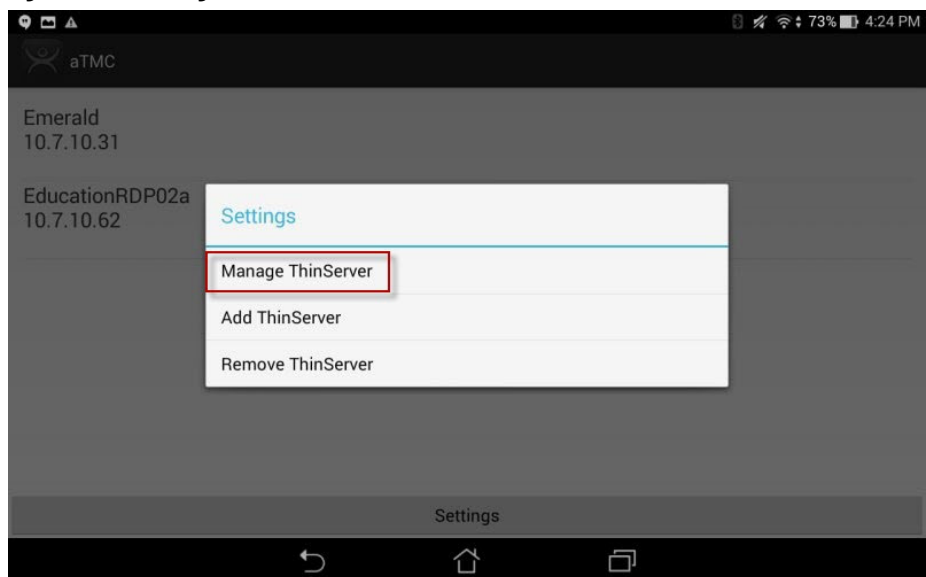 73% 4:24 PM
aTMC
Emerald
10.7.10.31
EducationRDP02a
10.7.10.62
Settings
Manage ThinServer
Add ThinServer
Remove ThinServer
Settings